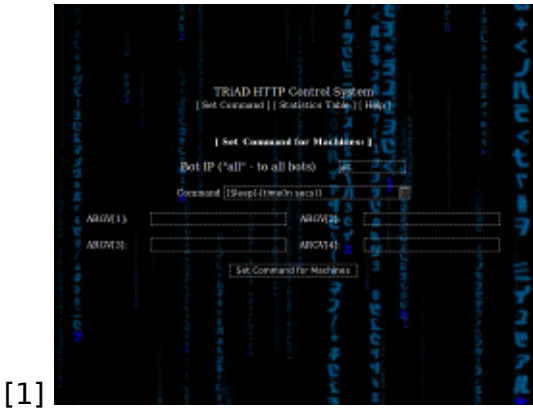 TRiAD HTTP Control System
[ Set Command ] [ Statistics Table ] [ Help ]
[ Set Command for Machines: ]
Bot IP ("all" - to all bots) all
Command [Sleep]-[time(in secs)]
ARGV[1]: ARGV[2]:
ARGV[3]: ARGV[4]:
Set Command for Machines
[1]